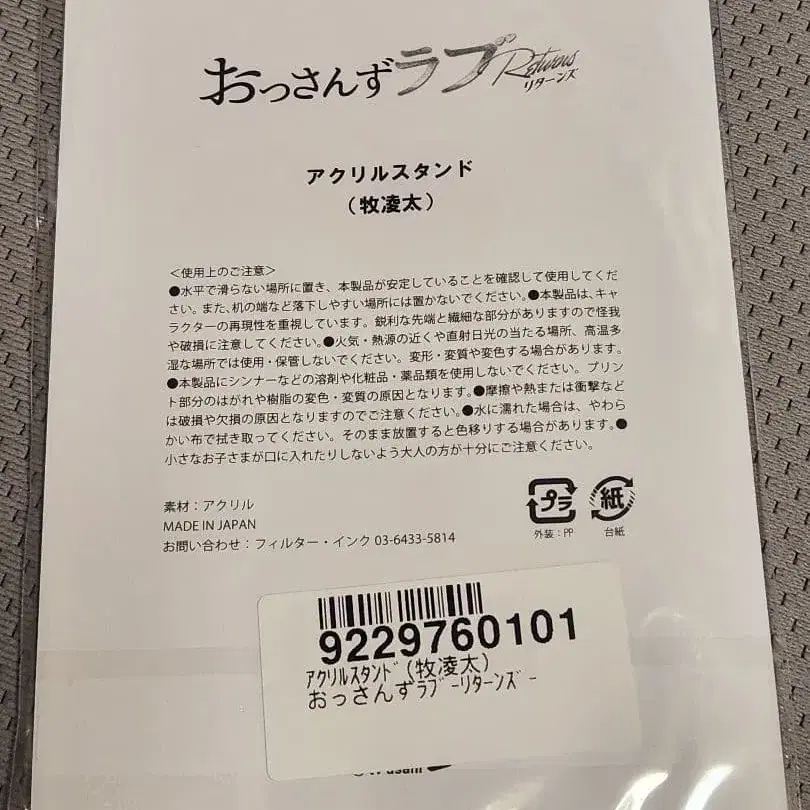 おっさんずラブ Returns
リターンズ
アクリルスタンド
（牧凌太）
＜使用上のご注意＞
●水平で滑らない場所に置き、本製品が安定していることを確認して使用してくだ
さい。また、机の端など落下しやすい場所には置かないでください。●本製品は、キャ
ラクターの再現性を重視しています。鋭利な先端と繊細な部分がありますので怪我
や破損に注意してください。●火気・熱源の近くや直射日光の当たる場所、高温多
湿な場所では使用・保管しないでください。変形・変質や変色する場合があります。
●本製品にシンナーなどの溶剤や化粧品・薬品類を使用しないでください。プリン
ト部分のはがれや樹脂の変色・変質の原因となります。●摩擦や熱または衝撃など
は破損や欠損の原因となりますのでご注意ください。●水に濡れた場合は、やわら
かい布で拭き取ってください。そのまま放置すると色移りする場合があります。●
小さなお子さまが口に入れたりしないよう大人の方が十分にご注意ください。
素材：アクリル
MADE IN JAPAN
お問い合わせ：フィルター・インク 03-6433-5814
プラ
外装：PP
紙
台紙
9229760101
ｱｸﾘﾙｽﾀﾝﾄﾞ（牧凌太）
おっさんずﾗﾌﾞ-ﾘﾀｰﾝｽﾞ-